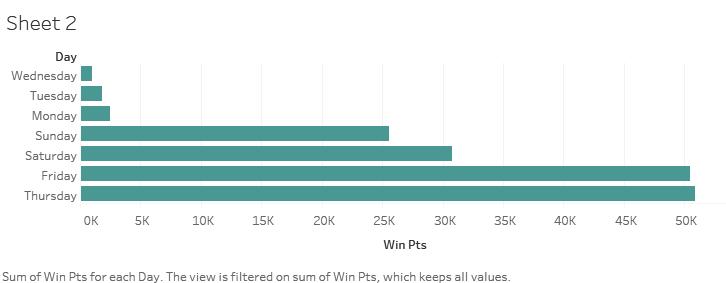 Sheet 2
Day
Wednesday
Tuesday
Monday
Sunday
Saturday
Friday
Thursday
0K 5K 10K 15K 20K 25K 30K 35K 40K 45K 50K
Win Pts
Sum of Win Pts for each Day. The view is filtered on sum of Win Pts, which keeps all values.